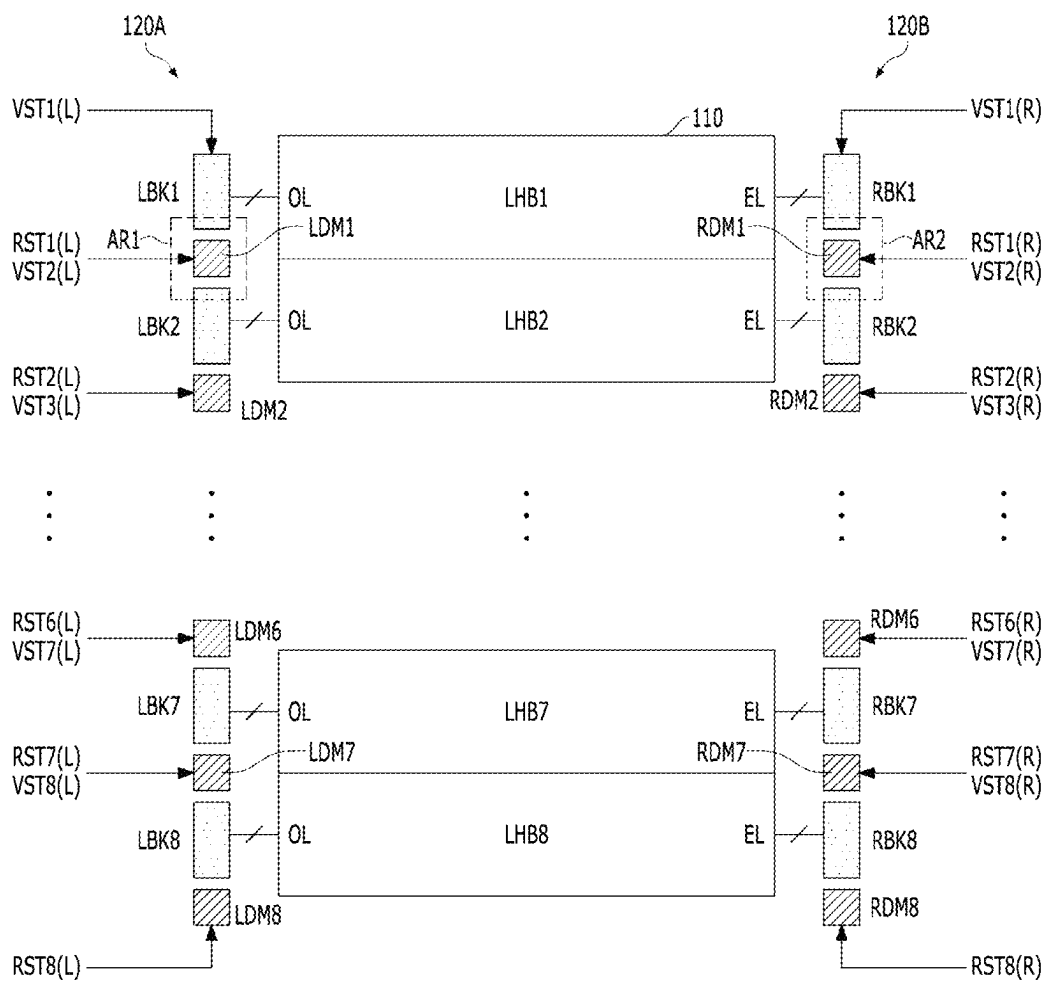 120A 120B
VST1(L) 110 VST1(R)
LBK1 OL LHB1 EL RBK1
RST1(L) AR1 LDM1 RDM1 AR2 RST1(R)
VST2(L) VST2(R)
LBK2 OL LHB2 EL RBK2
RST2(L) RST2(R)
VST3(L) LDM2 RDM2 VST3(R)
RST6(L) LDM6 RDM6 RST6(R)
VST7(L) VST7(R)
LBK7 OL LHB7 EL RBK7
RST7(L) LDM7 RDM7 RST7(R)
VST8(L) VST8(R)
LBK8 OL LHB8 EL RBK8
LDM8 RDM8
RST8(L) RST8(R)